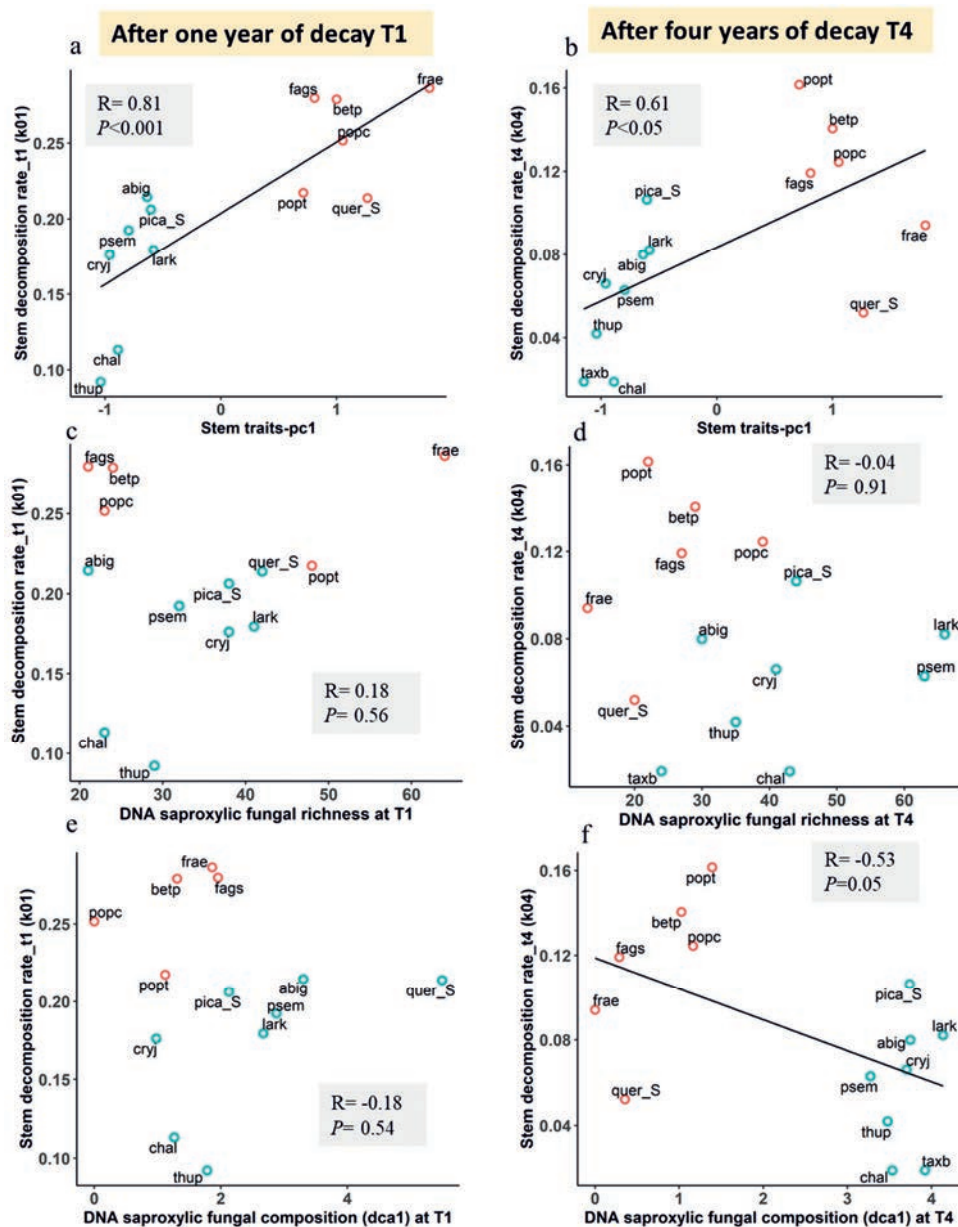 After one year of decay T1
After four years of decay T4
a
R= 0.81
P<0.001
Stem decomposition rate_t1 (k01)
0.25
0.20
0.15
0.10
fags
betp
frae
popc
popt
quer_S
abig
pica_S
psem
cryj
lark
chal
thup
-1
0
1
Stem traits-pc1
b
R= 0.61
P<0.05
Stem decomposition rate_t4 (k04)
0.16
0.12
0.08
0.04
popt
betp
popc
fags
pica_S
frae
lark
abig
cryj
psem
quer_S
thup
taxb
chal
-1
0
1
Stem traits-pc1
c
Stem decomposition rate_t1 (k01)
0.25
0.20
0.15
0.10
fags
betp
frae
popc
abig
quer_S
popt
pica_S
psem
lark
cryj
R= 0.18
P= 0.56
chal
thup
20
30
40
50
60
DNA saproxylic fungal richness at T1
d
R= -0.04
P= 0.91
Stem decomposition rate_t4 (k04)
0.16
0.12
0.08
0.04
popt
betp
popc
fags
pica_S
frae
abig
lark
psem
cryj
quer_S
thup
taxb
chal
20
30
40
50
60
DNA saproxylic fungal richness at T4
e
Stem decomposition rate_t1 (k01)
0.25
0.20
0.15
0.10
frae
betp
fags
popc
popt
pica_S
abig
quer_S
psem
lark
cryj
R= -0.18
P= 0.54
chal
thup
0
2
4
DNA saproxylic fungal composition (dca1) at T1
f
R= -0.53
P=0.05
Stem decomposition rate_t4 (k04)
0.16
0.12
0.08
0.04
popt
betp
popc
fags
pica_S
frae
lark
abig
cryj
psem
quer_S
thup
taxb
chal
0
1
2
3
4
DNA saproxylic fungal composition (dca1) at T4